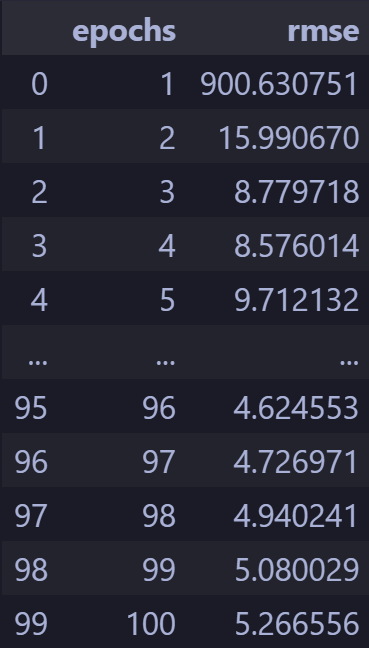 epochs rmse
0 1 900.630751
1 2 15.990670
2 3 8.779718
3 4 8.576014
4 5 9.712132
... ... ...
95 96 4.624553
96 97 4.726971
97 98 4.940241
98 99 5.080029
99 100 5.266556